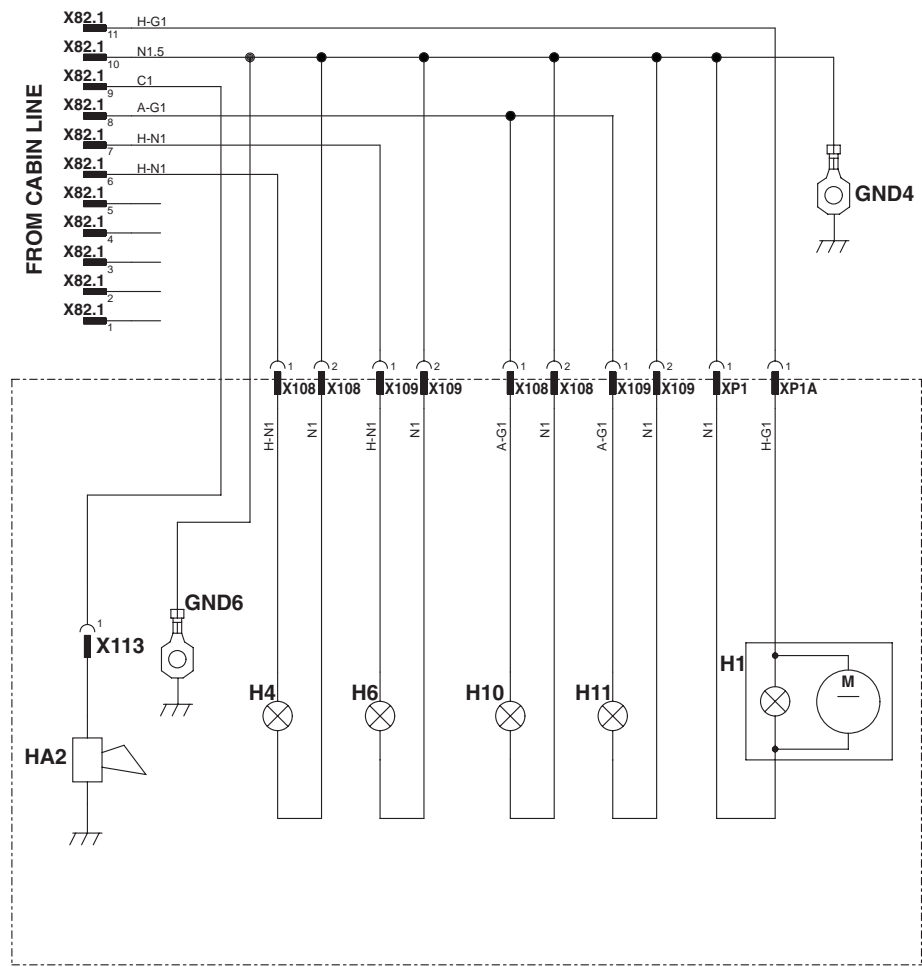 FROM CABIN LINE
X82.1 H-G1
11
X82.1 N1.5
10
X82.1 C1
9
X82.1 A-G1
8
X82.1 H-N1
7
X82.1 H-N1
6
X82.1
5
X82.1
4
X82.1
3
X82.1
2
X82.1
1
GND4
1 2 1 2 1 2 1 2 1 1
X108 X108 X109 X109 X108 X108 X109 X109 XP1 XP1A
H-N1 N1 H-N1 N1 A-G1 N1 A-G1 N1 N1 H-G1
GND6
1
X113
H4 H6 H10 H11 H1
M
HA2